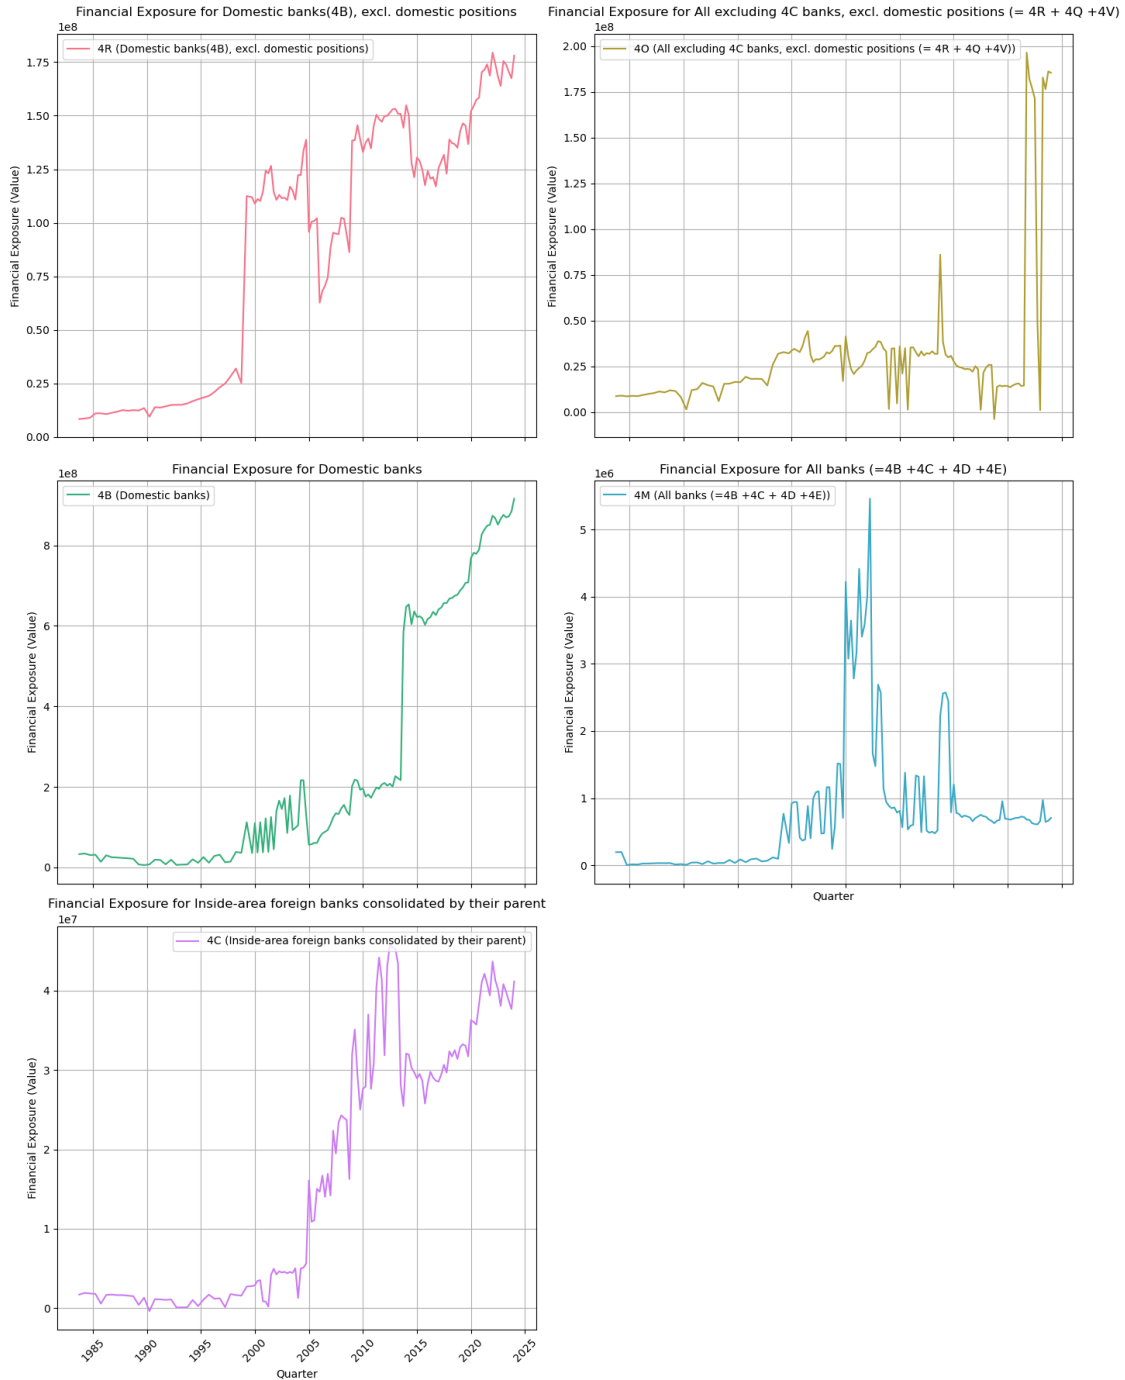 Financial Exposure for Domestic banks(4B), excl. domestic positions
1e8
4R (Domestic banks(4B), excl. domestic positions)
Financial Exposure (Value)
1.75
1.50
1.25
1.00
0.75
0.50
0.25
0.00
Financial Exposure for All excluding 4C banks, excl. domestic positions (= 4R + 4Q +4V)
1e8
4O (All excluding 4C banks, excl. domestic positions (= 4R + 4Q +4V))
Financial Exposure (Value)
2.00
1.75
1.50
1.25
1.00
0.75
0.50
0.25
0.00
Financial Exposure for Domestic banks
1e8
4B (Domestic banks)
Financial Exposure (Value)
8
6
4
2
0
Financial Exposure for All banks (=4B +4C + 4D +4E)
1e6
4M (All banks (=4B +4C + 4D +4E))
Financial Exposure (Value)
5
4
3
2
1
0
Quarter
Financial Exposure for Inside-area foreign banks consolidated by their parent
1e7
4C (Inside-area foreign banks consolidated by their parent)
Financial Exposure (Value)
4
3
2
1
0
1985 1990 1995 2000 2005 2010 2015 2020 2025
Quarter